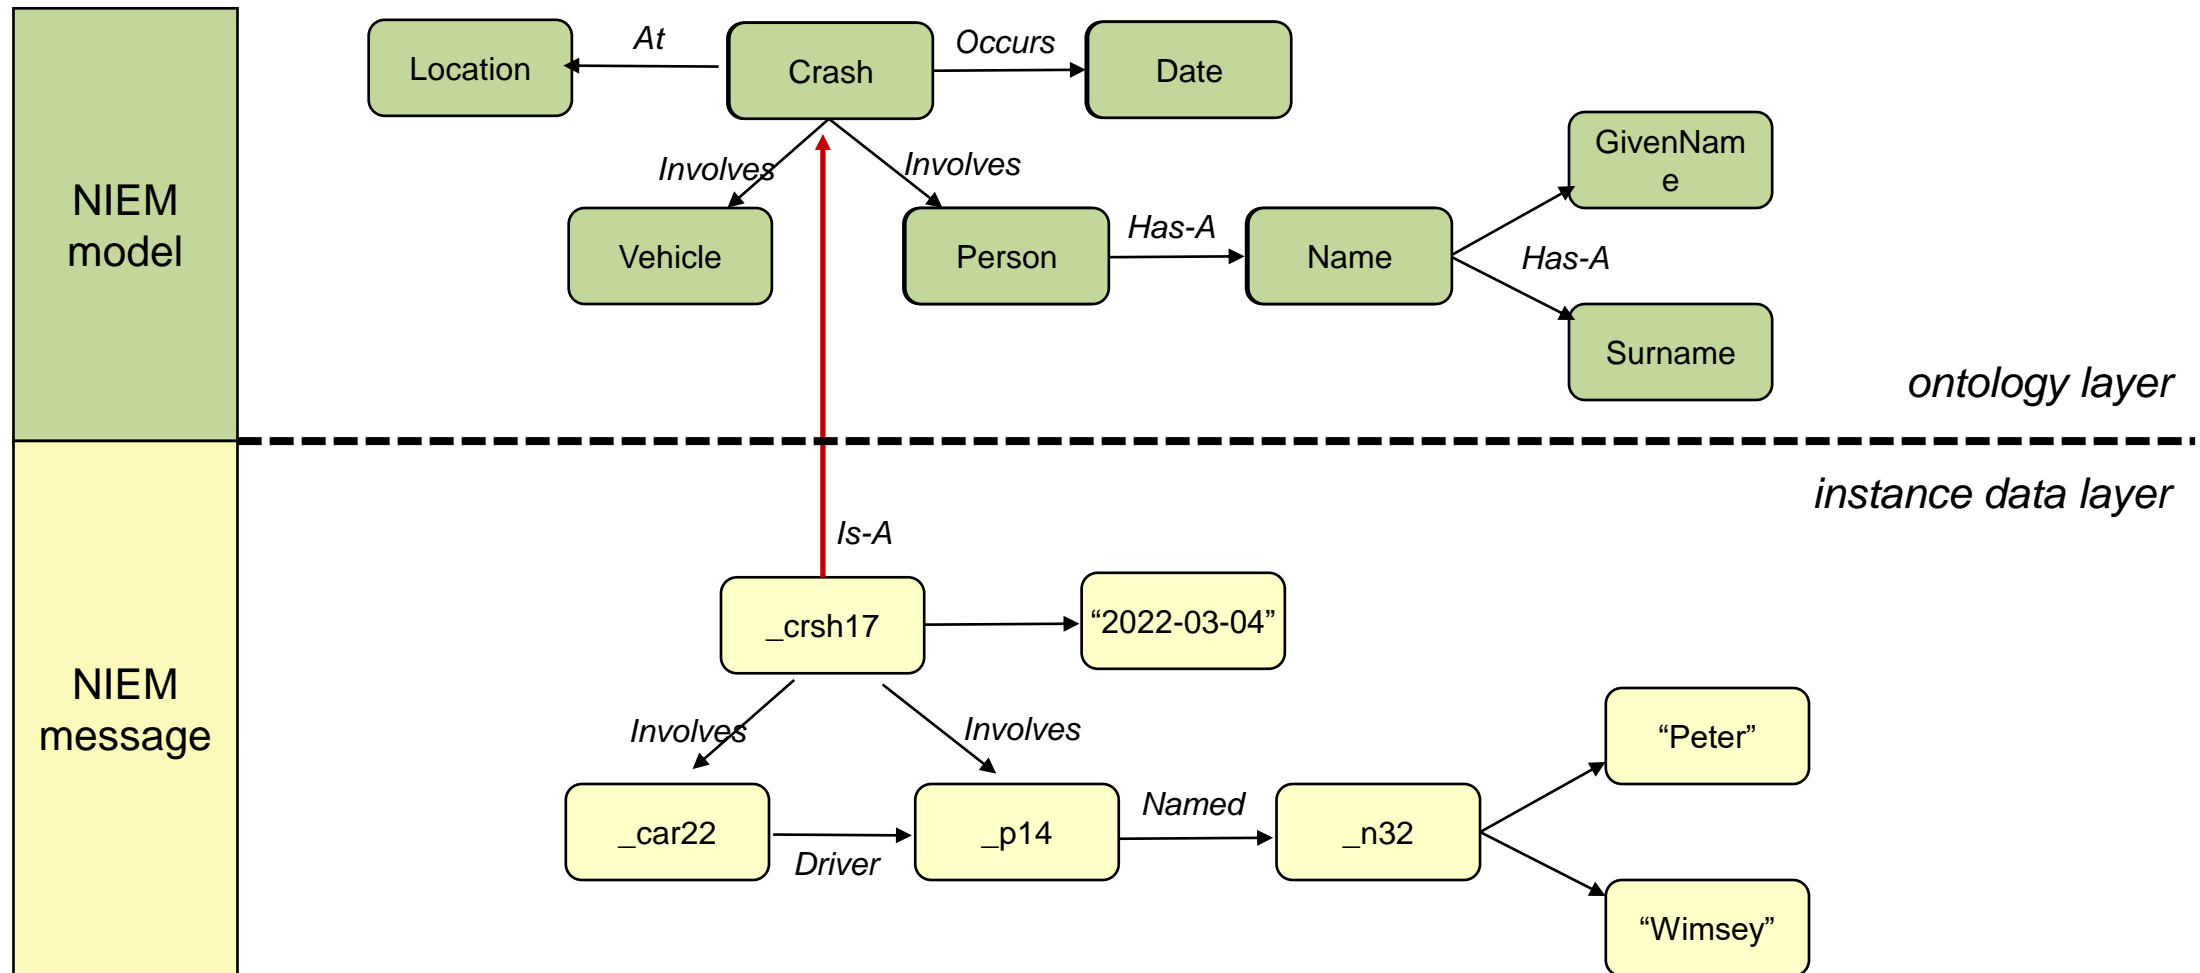 At
Occurs
Location
Crash
Date
GivenNam
e
Involves
Involves
NIEM
model
Has-A
Has-A
Vehicle
Person
Name
Surname
ontology layer
instance data layer
Is-A
_crsh17
“2022-03-04”
NIEM
message
Involves
Involves
“Peter”
Named
_car22
_p14
_n32
Driver
“Wimsey”